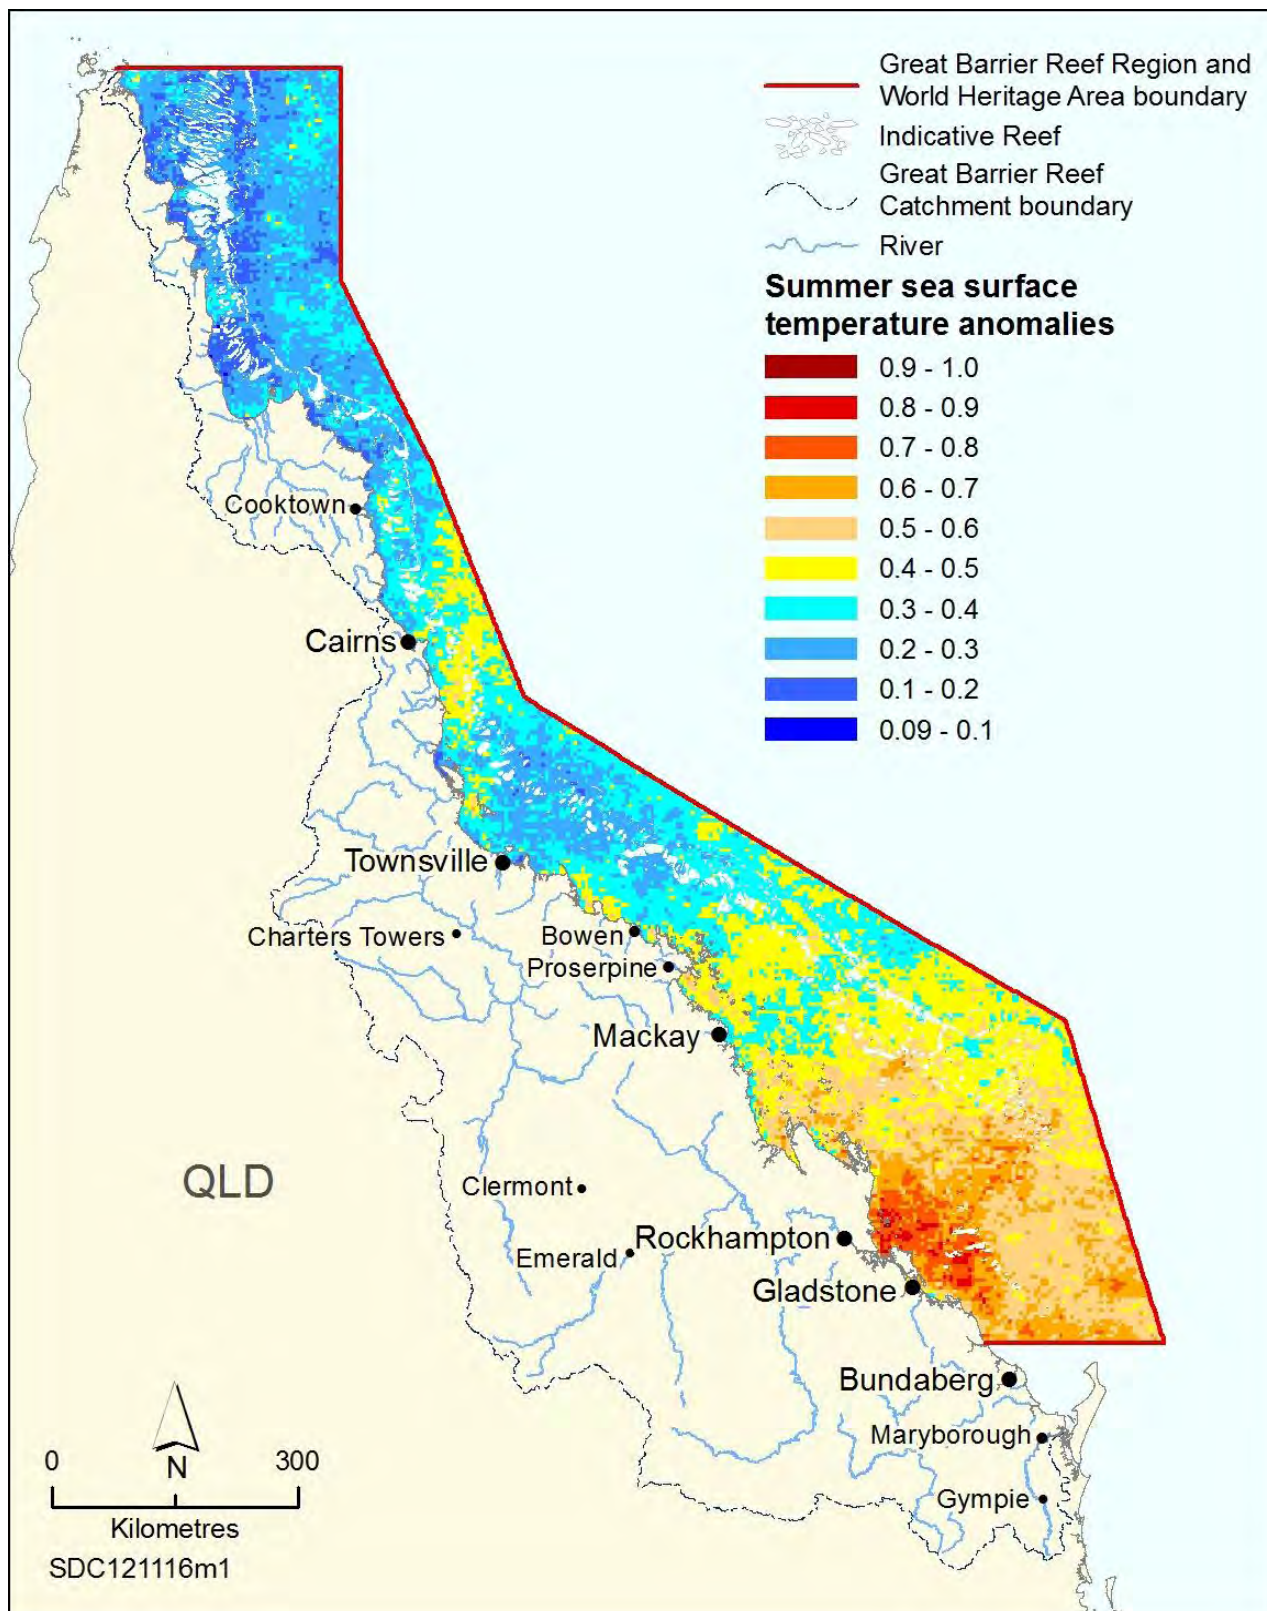 Great Barrier Reef Region and
World Heritage Area boundary
Indicative Reef
Great Barrier Reef
Catchment boundary
River
Summer sea surface
temperature anomalies
0.9 - 1.0
0.8 - 0.9
0.7 - 0.8
0.6 - 0.7
0.5 - 0.6
0.4 - 0.5
0.3 - 0.4
0.2 - 0.3
0.1 - 0.2
0.09 - 0.1
Cooktown
Cairns
Townsville
Charters Towers
Bowen
Proserpine
Mackay
QLD
Clermont
Rockhampton
Emerald
Gladstone
Bundaberg
Maryborough
Gympie
0 300
N
Kilometres
SDC121116m1